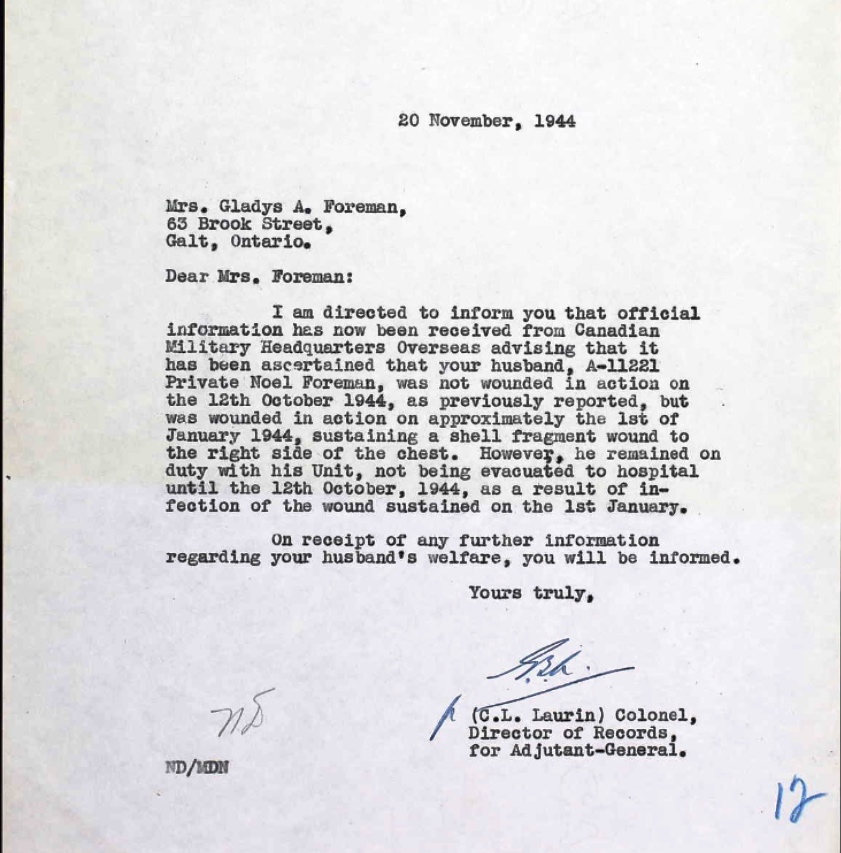 20 November, 1944
Mrs. Gladys A. Foreman,
63 Brook Street,
Galt, Ontario.
Dear Mrs. Foreman:
I am directed to inform you that official
information has now been received from Canadian
Military Headquarters Overseas advising that it
has been ascertained that your husband, A-11221
Private Noel Foreman, was not wounded in action on
the 12th October 1944, as previously reported, but
was wounded in action on approximately the 1st of
January 1944, sustaining a shell fragment wound to
the right side of the chest. However, he remained on
duty with his Unit, not being evacuated to hospital
until the 12th October, 1944, as a result of in-
fection of the wound sustained on the 1st January.
On receipt of any further information
regarding your husband's welfare, you will be informed.
Yours truly,
(C.L. Laurin) Colonel,
Director of Records,
for Adjutant-General.
ND
ND/MDN
12